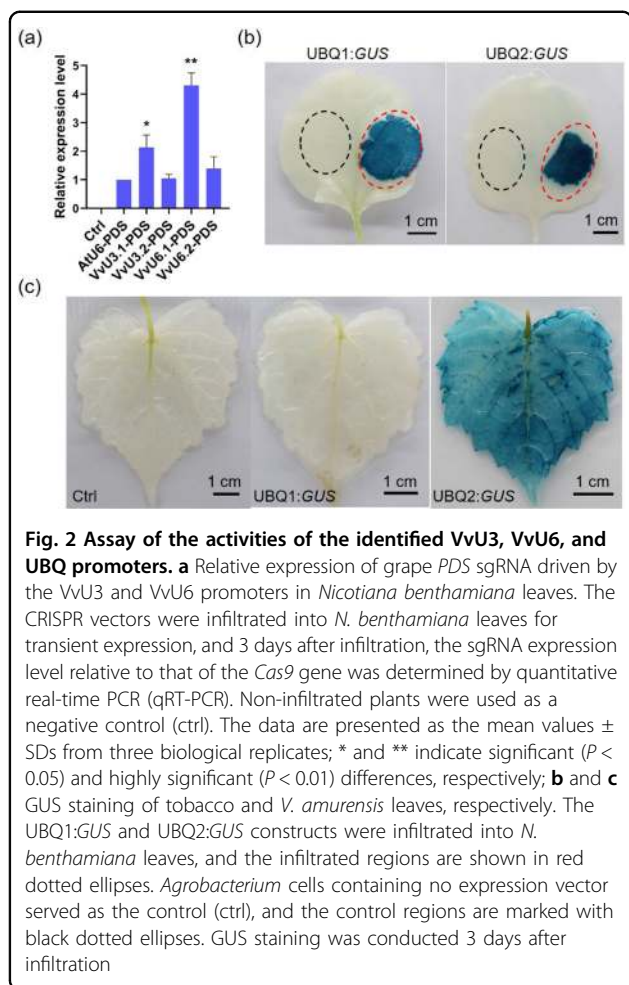 (a)
Relative expression level
5
4
3
2
1
0
*
**
Ctrl
AtU6-PDS
VvU3.1-PDS
VvU3.2-PDS
VvU6.1-PDS
VvU6.2-PDS
(b)
UBQ1:GUS
UBQ2:GUS
1 cm
1 cm
(c)
Ctrl
1 cm
UBQ1:GUS
1 cm
UBQ2:GUS
1 cm
Fig. 2 Assay of the activities of the identified VvU3, VvU6, and
UBQ promoters. a Relative expression of grape PDS sgRNA driven by
the VvU3 and VvU6 promoters in Nicotiana benthamiana leaves. The
CRISPR vectors were infiltrated into N. benthamiana leaves for
transient expression, and 3 days after infiltration, the sgRNA expression
level relative to that of the Cas9 gene was determined by quantitative
real-time PCR (qRT-PCR). Non-infiltrated plants were used as a
negative control (ctrl). The data are presented as the mean values ±
SDs from three biological replicates; * and ** indicate significant (P <
0.05) and highly significant (P < 0.01) differences, respectively; b and c
GUS staining of tobacco and V. amurensis leaves, respectively. The
UBQ1:GUS and UBQ2:GUS constructs were infiltrated into N.
benthamiana leaves, and the infiltrated regions are shown in red
dotted ellipses. Agrobacterium cells containing no expression vector
served as the control (ctrl), and the control regions are marked with
black dotted ellipses. GUS staining was conducted 3 days after
infiltration